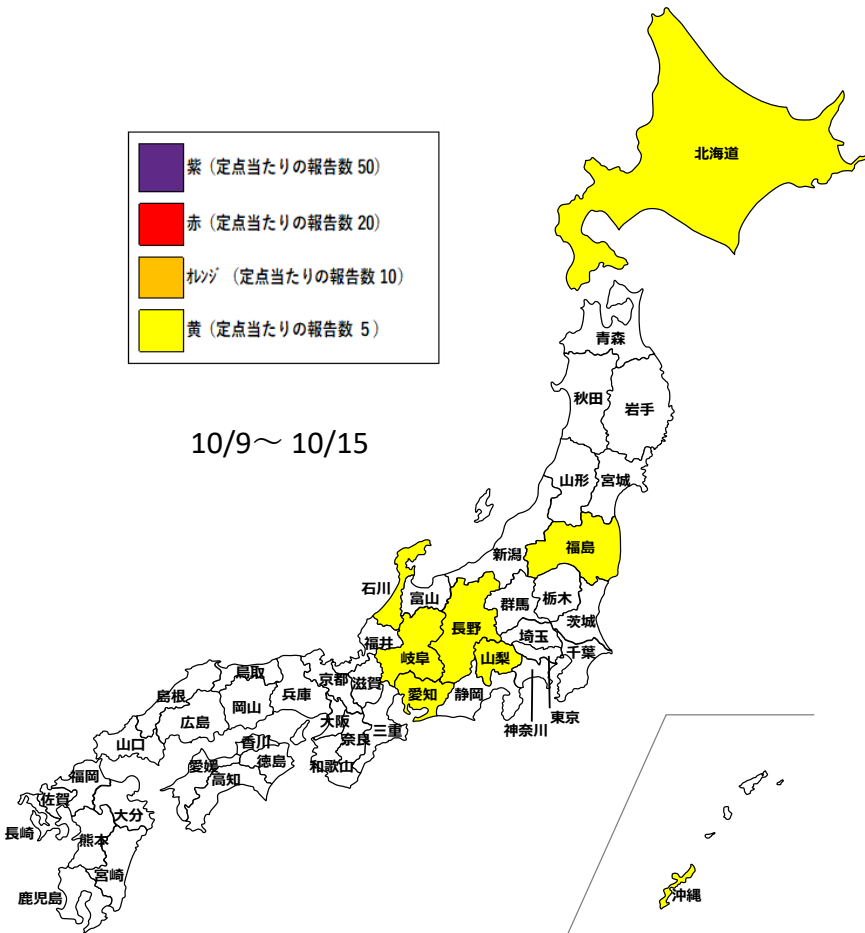 北海道
紫（定点当たりの報告数 50）
赤（定点当たりの報告数 20）
ｵﾚﾝｼﾞ （定点当たりの報告数 10）
黄（定点当たりの報告数 5）
青森
秋田
岩手
10/9～ 10/15
山形
宮城
新潟
福島
石川
富山
群馬
栃木
茨城
長野
埼玉
福井
岐阜
山梨
千葉
鳥取
京都
滋賀
愛知
静岡
島根
兵庫
岡山
広島
大阪
神奈川
東京
山口
香川
奈良
三重
愛媛
徳島
和歌山
高知
福岡
佐賀
大分
長崎
熊本
宮崎
鹿児島
沖縄